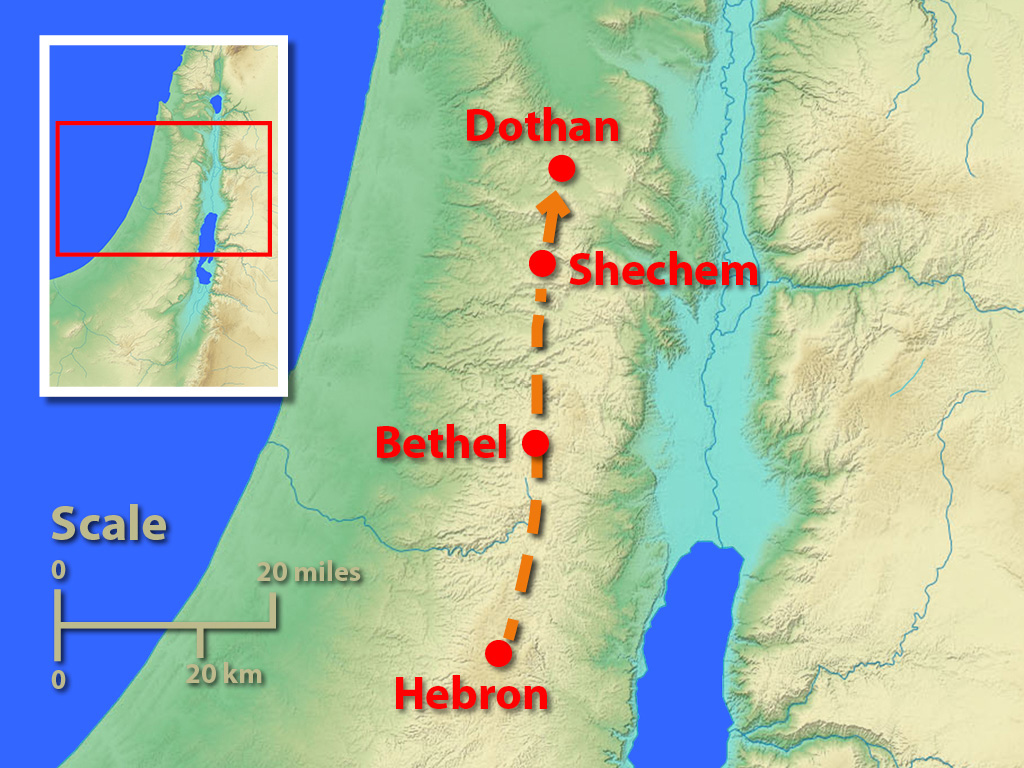 Dothan
Shechem
Bethel
Scale
0
20 miles
20 km
0
Hebron